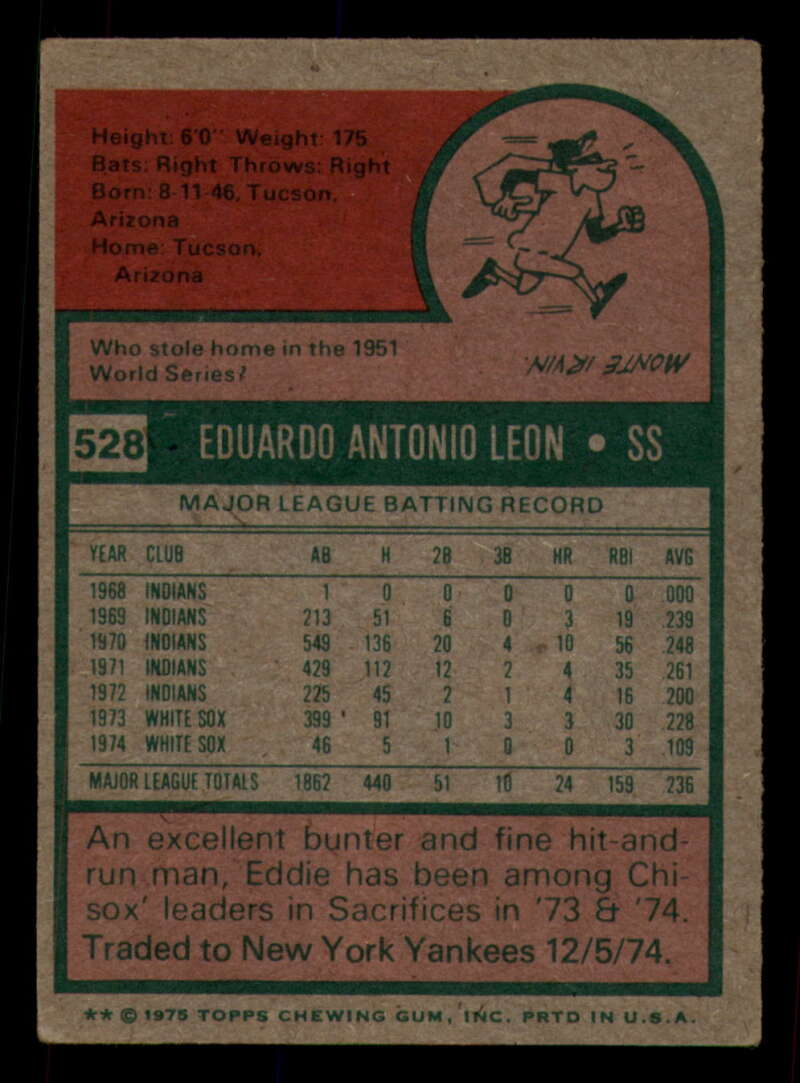 Height: 6'0" Weight: 175
Bats: Right Throws: Right
Born: 8-11-46, Tucson,
Arizona
Home: Tucson,
Arizona
Who stole home in the 1951
World Series?
MONTE IRVIN.
528 EDUARDO ANTONIO LEON • SS
MAJOR LEAGUE BATTING RECORD
YEAR CLUB AB H 2B 3B HR RBI AVG
1968 INDIANS 1 0 0 0 0 0 .000
1969 INDIANS 213 51 6 0 3 19 .239
1970 INDIANS 549 136 20 4 10 56 .248
1971 INDIANS 429 112 12 2 4 35 .261
1972 INDIANS 225 45 2 1 4 16 .200
1973 WHITE SOX 399 91 10 3 3 30 .228
1974 WHITE SOX 46 5 1 0 0 3 .109
MAJOR LEAGUE TOTALS 1862 440 51 10 24 159 .236
An excellent bunter and fine hit-and-
run man, Eddie has been among Chi-
sox' leaders in Sacrifices in '73 & '74.
Traded to New York Yankees 12/5/74.
** © 1975 TOPPS CHEWING GUM, INC. PRTD IN U.S.A.